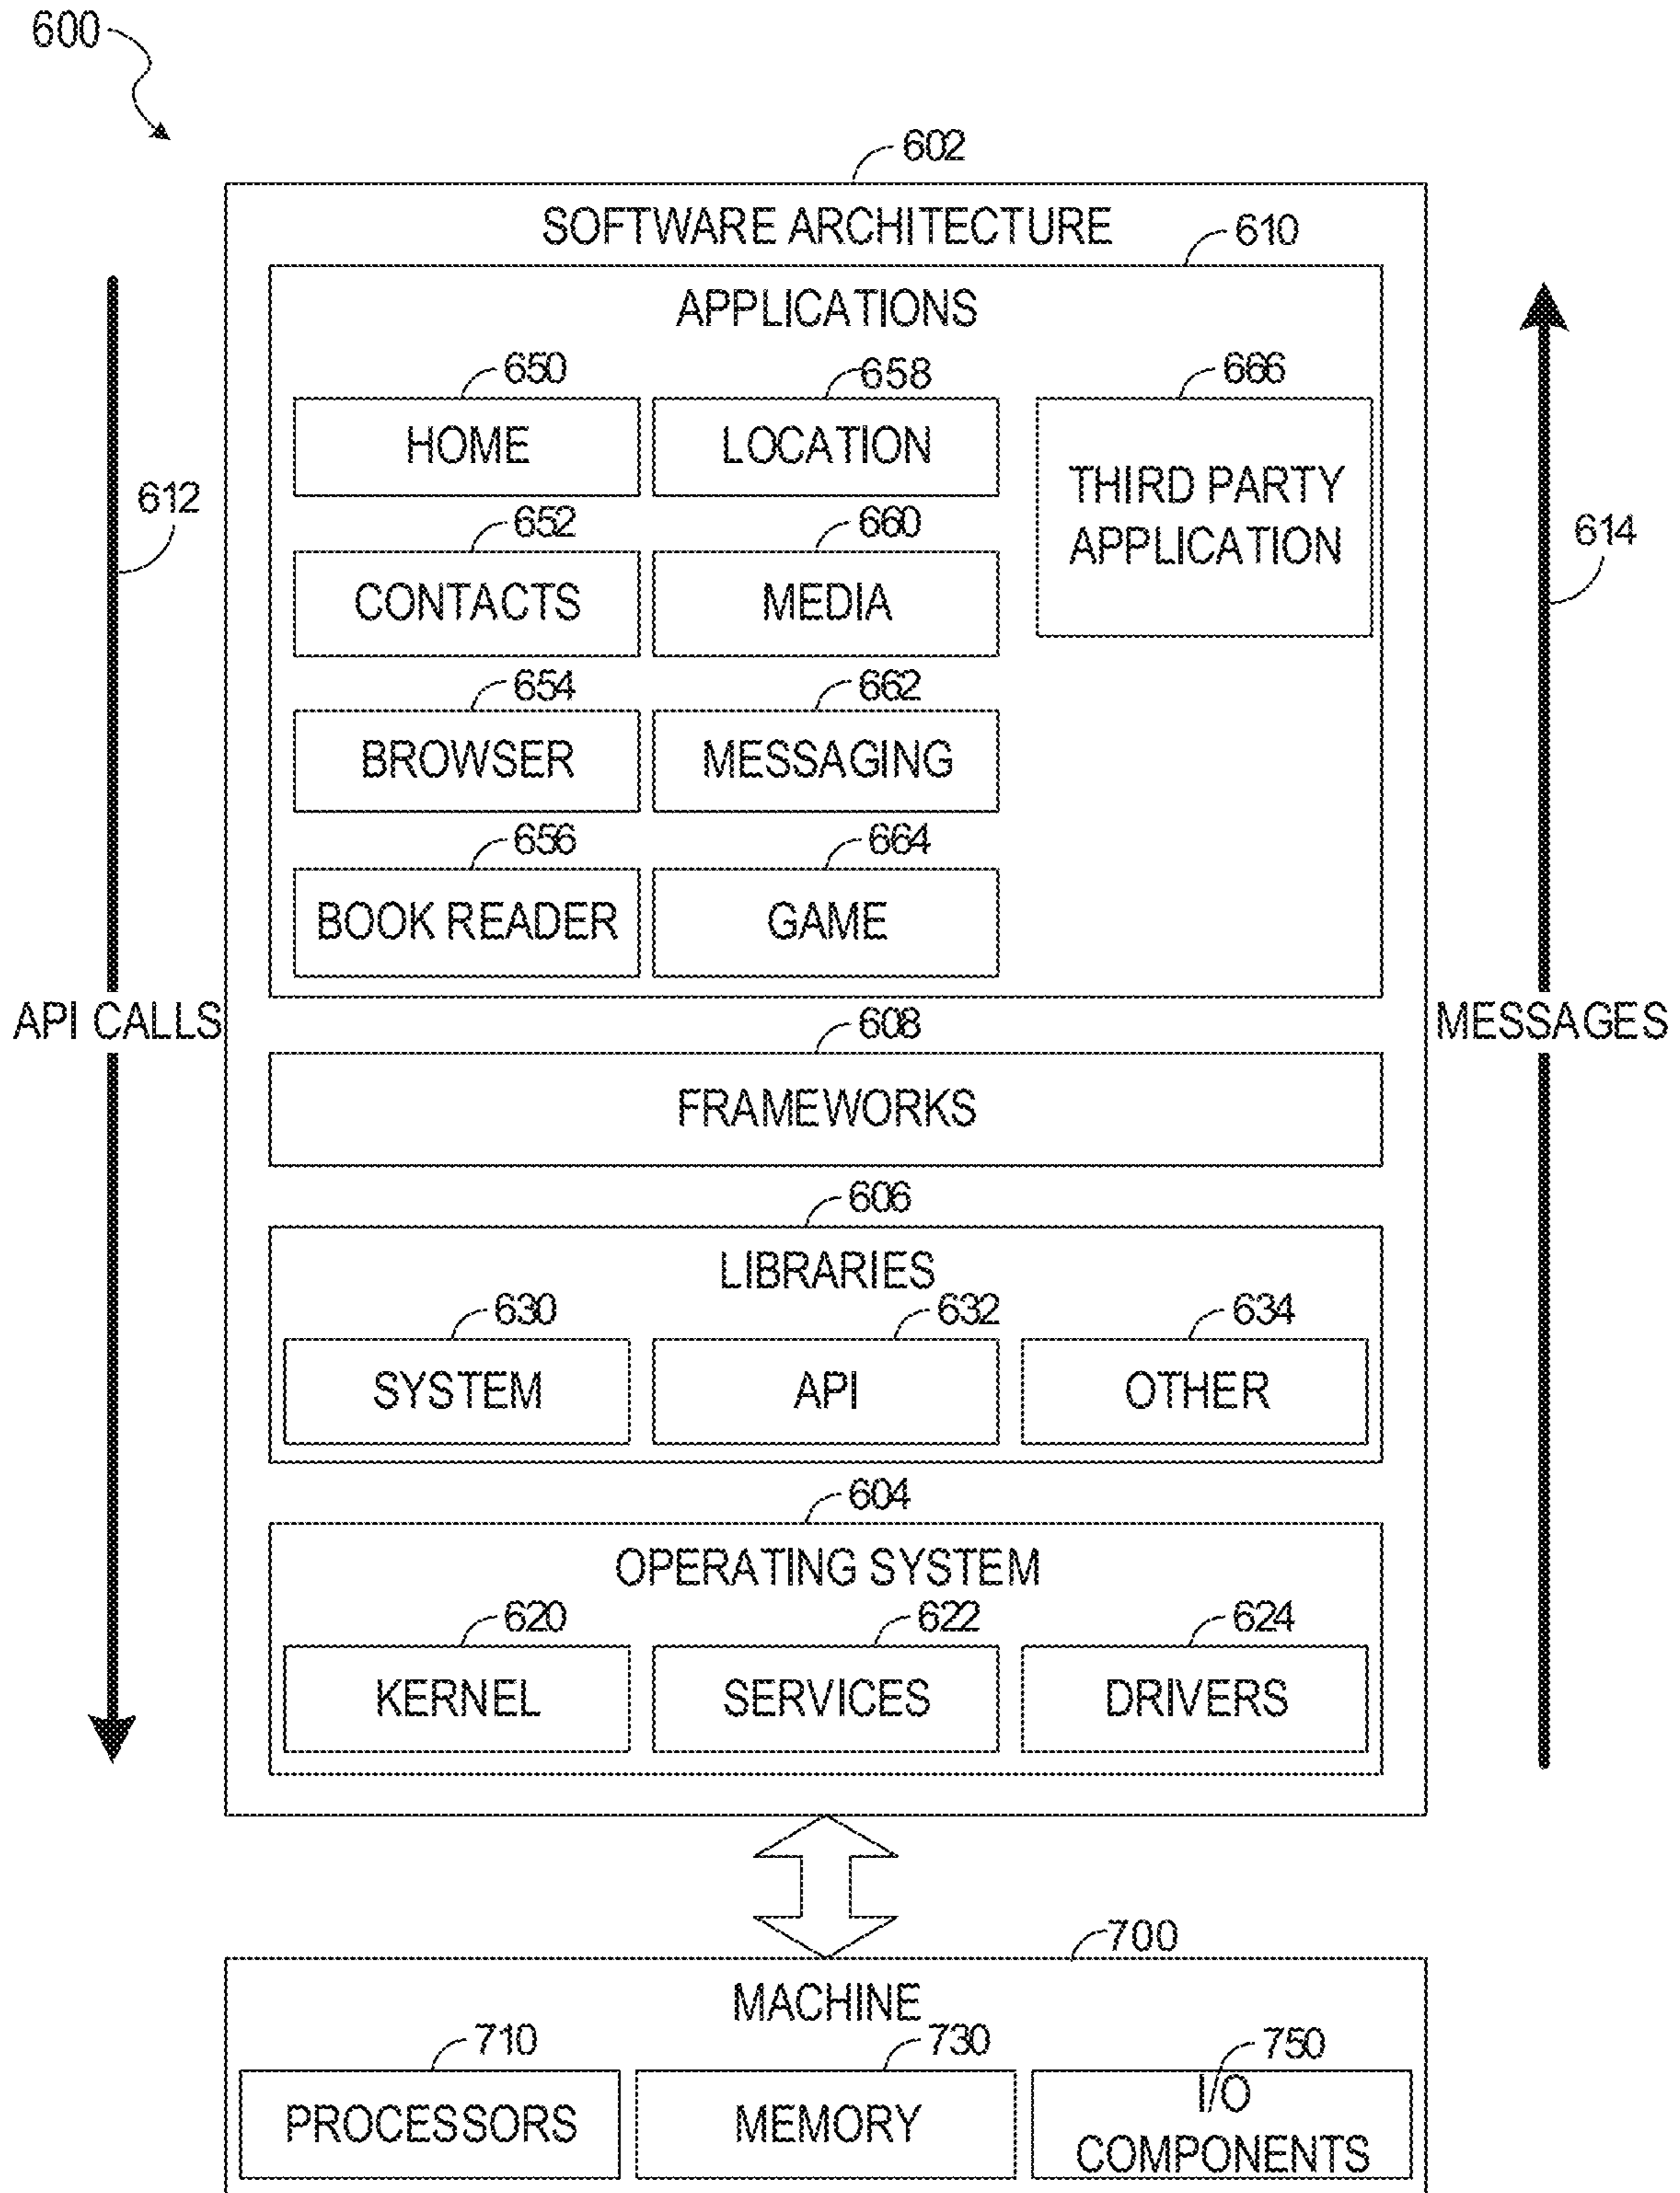 600
602
SOFTWARE ARCHITECTURE
610
APPLICATIONS
650
658
666
HOME
LOCATION
THIRD PARTY
APPLICATION
612
614
652
660
CONTACTS
MEDIA
654
662
BROWSER
MESSAGING
656
664
BOOK READER
GAME
API CALLS
MESSAGES
608
FRAMEWORKS
606
LIBRARIES
630
632
634
SYSTEM
API
OTHER
604
OPERATING SYSTEM
620
622
624
KERNEL
SERVICES
DRIVERS
700
MACHINE
710
730
750
PROCESSORS
MEMORY
I/O
COMPONENTS